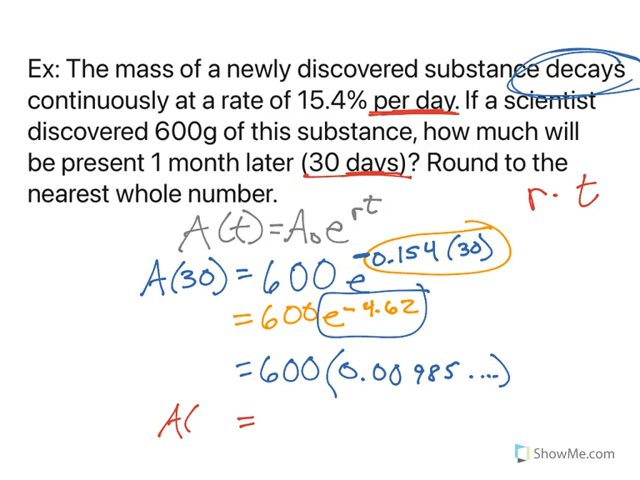 Ex: The mass of a newly discovered substance decays
continuously at a rate of 15.4% per day. If a scientist
discovered 600g of this substance, how much will
be present 1 month later (30 days)? Round to the
nearest whole number.
r · t
A(t) = A₀e^rt
A(30) = 600e^-0.154(30)
= 600e^-4.62
= 600(0.00985....)
A( =
ShowMe.com